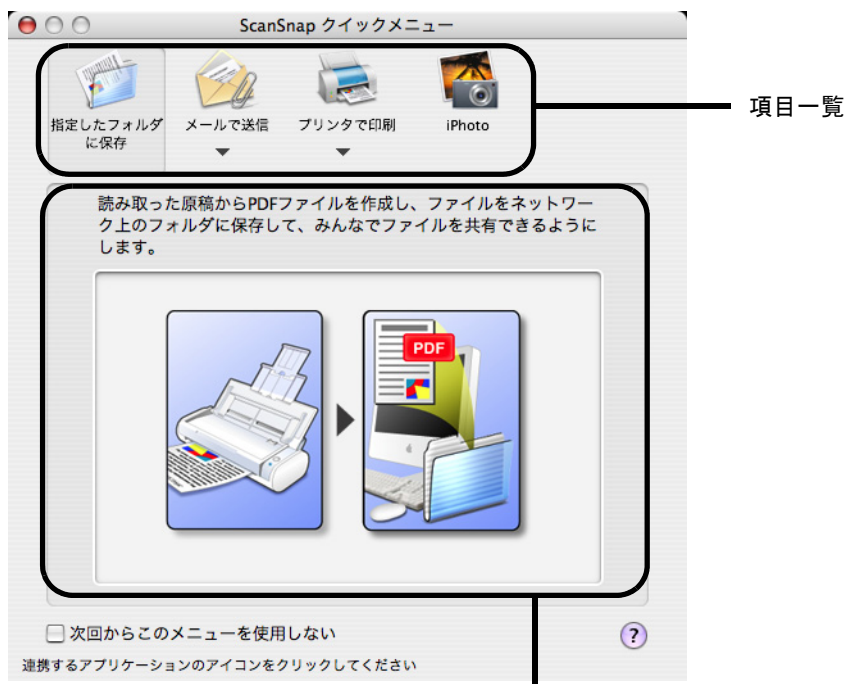 ScanSnap クイックメニュー
指定したフォルダ
に保存
メールで送信
プリンタで印刷
iPhoto
項目一覧
読み取った原稿からPDFファイルを作成し、ファイルをネットワー
ク上のフォルダに保存して、みんなでファイルを共有できるように
します。
PDF
次回からこのメニューを使用しない
?
連携するアプリケーションのアイコンをクリックしてください